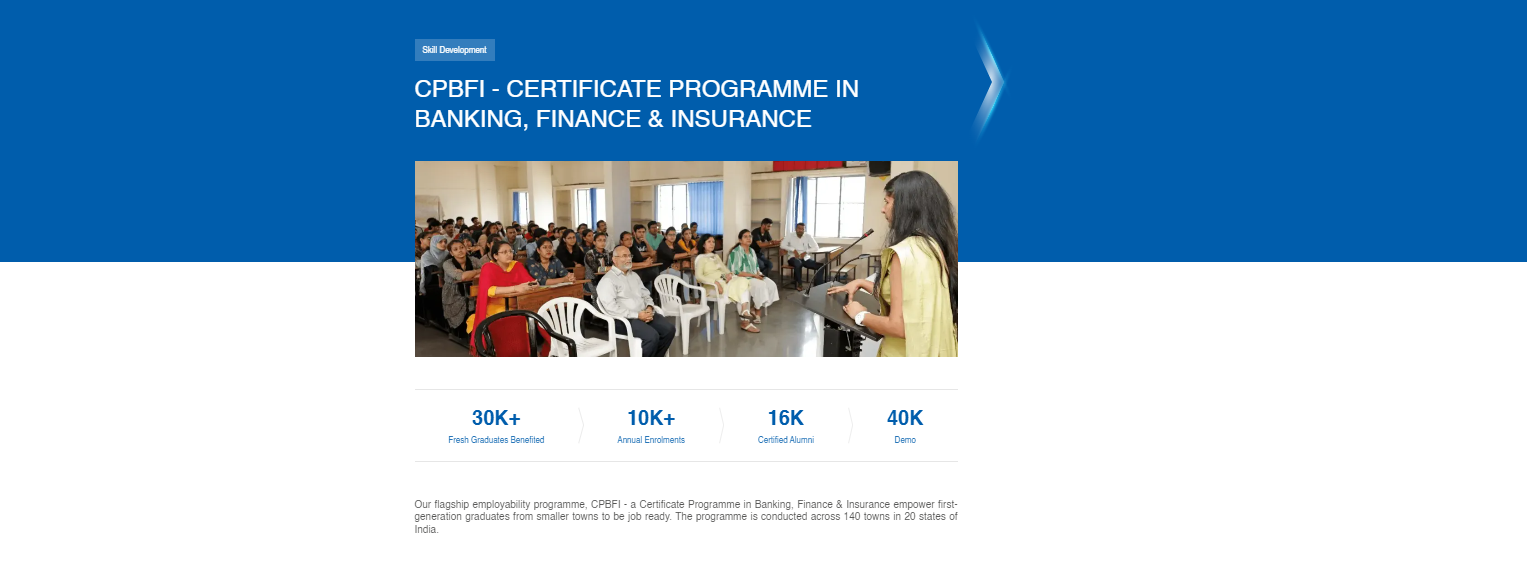 Skill Development
CPBFI - CERTIFICATE PROGRAMME IN
BANKING, FINANCE & INSURANCE
30K+
Fresh Graduates Benefited
10K+
Annual Enrolments
16K
Certified Alumni
40K
Demo
Our flagship employability programme, CPBFI - a Certificate Programme in Banking, Finance & Insurance empower first-
generation graduates from smaller towns to be job ready. The programme is conducted across 140 towns in 20 states of
India.